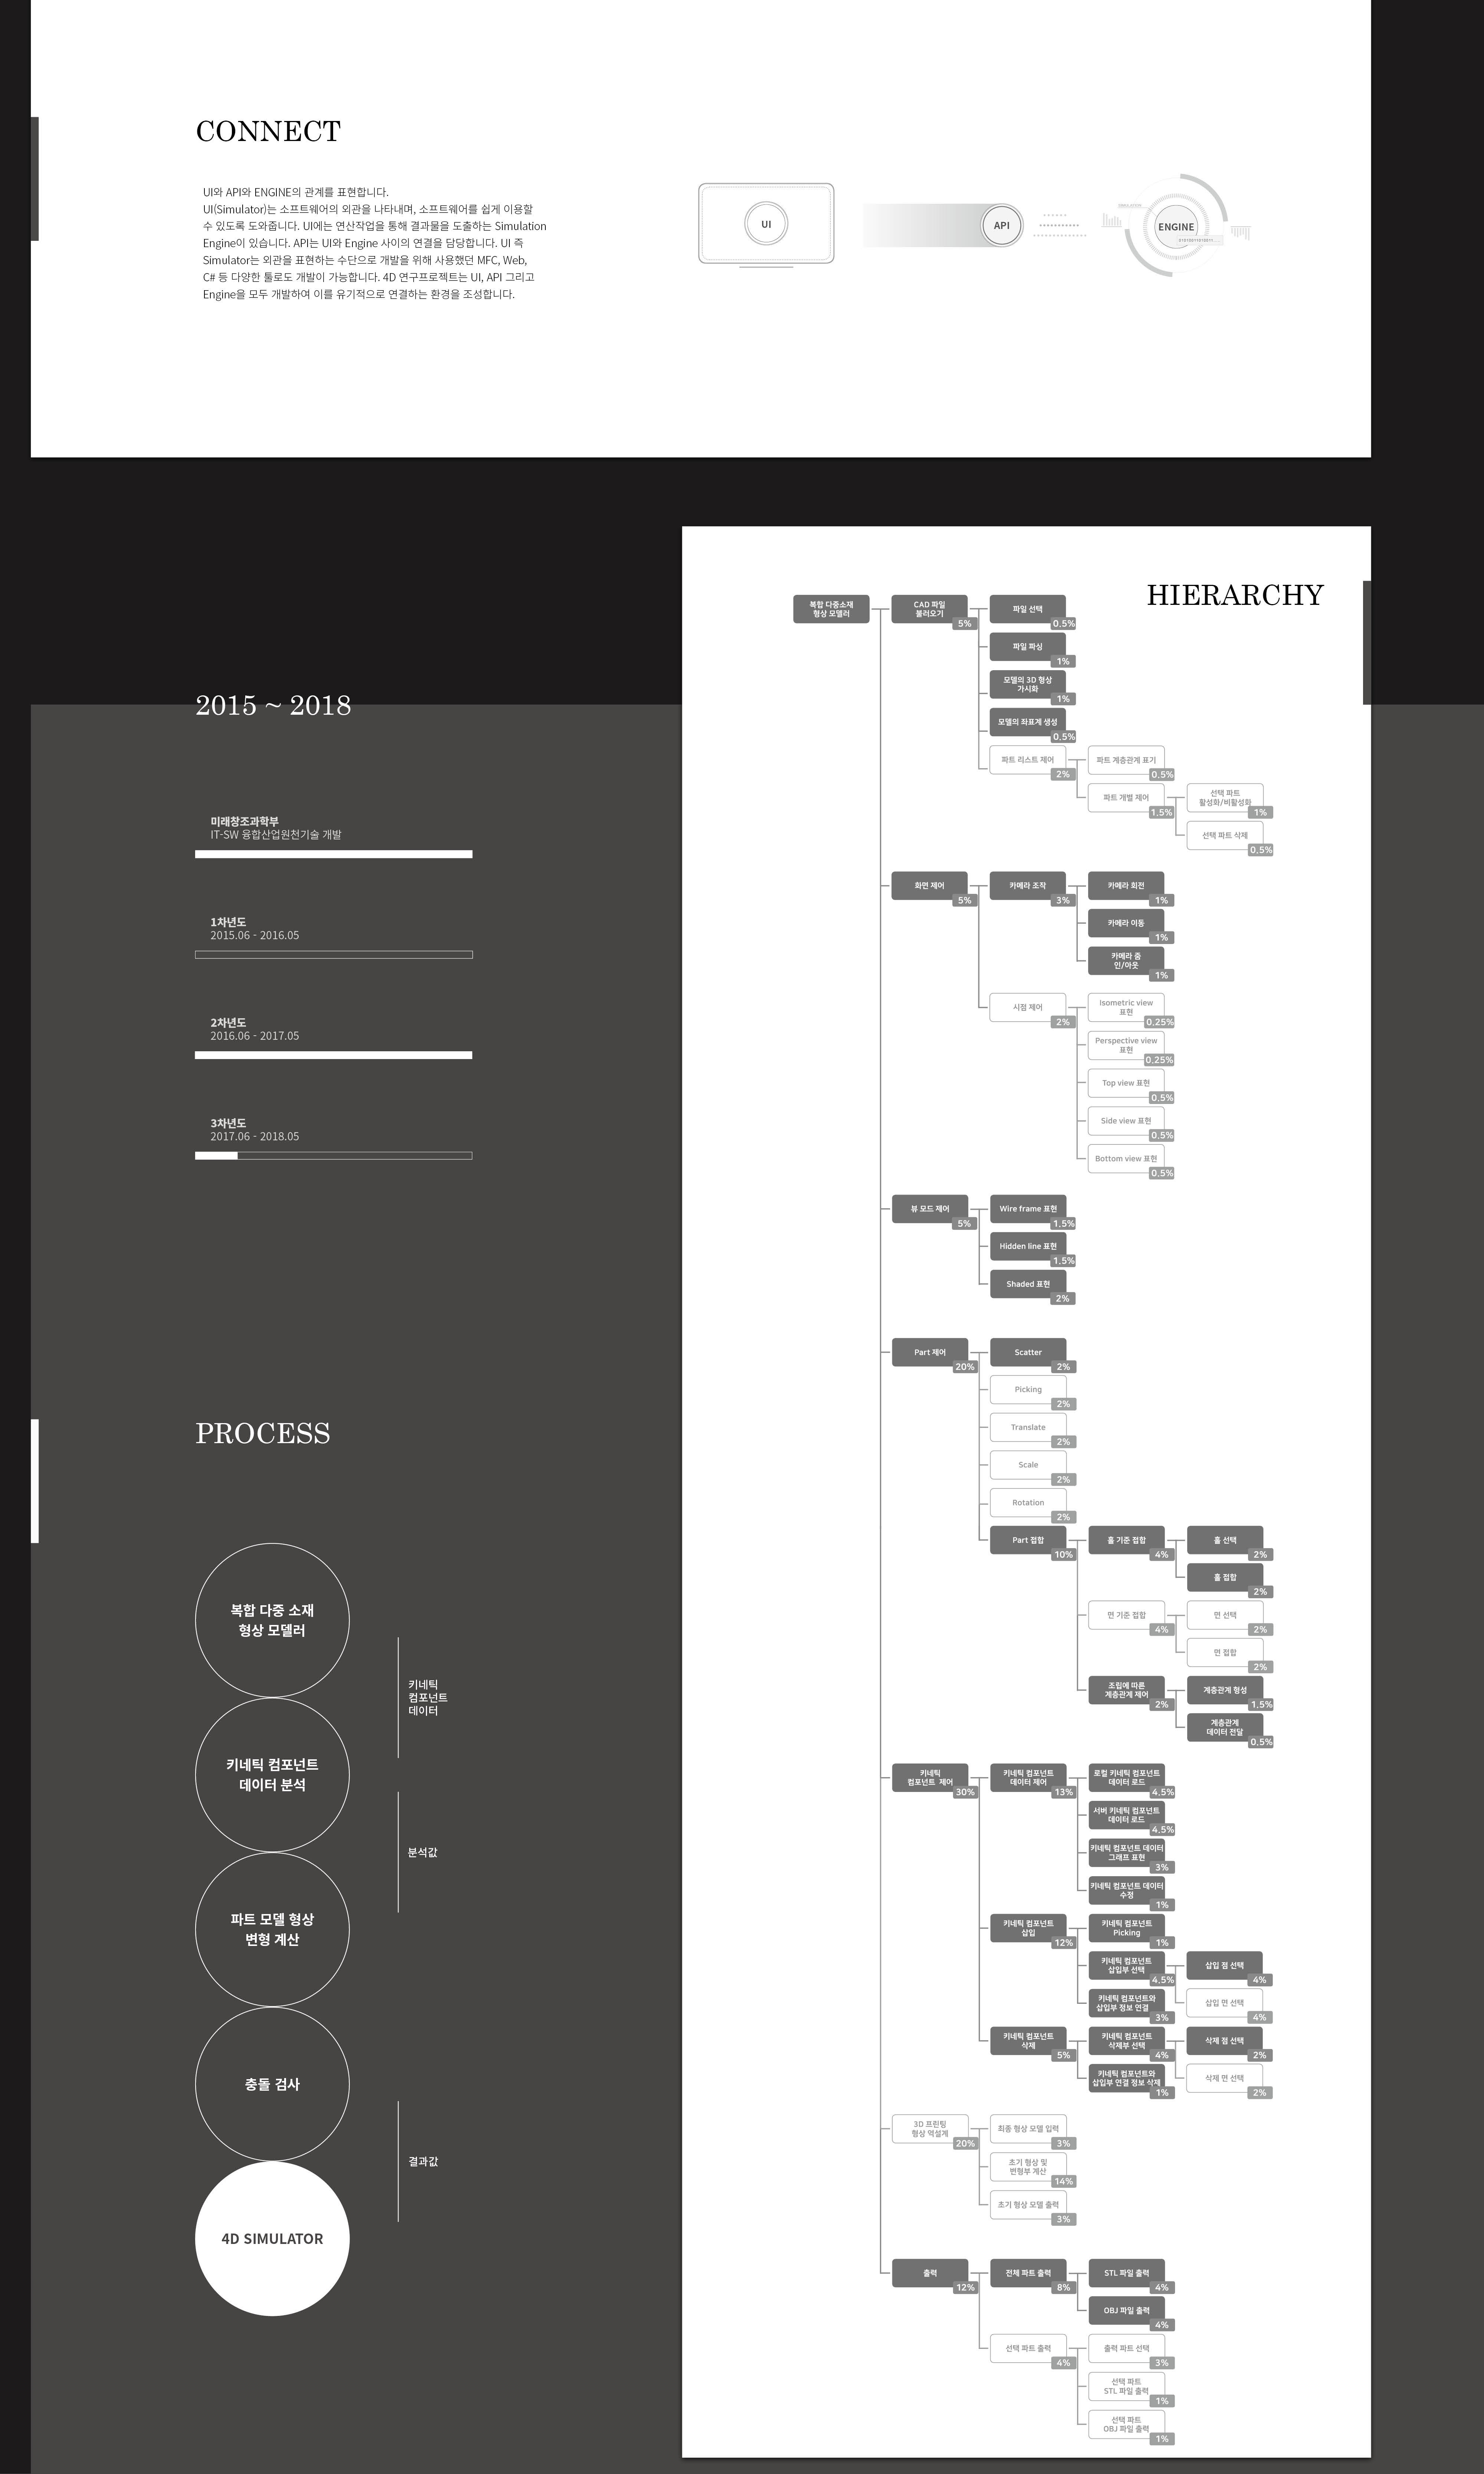 CONNECT
UI와 API와 ENGINE의 관계를 표현합니다.
UI(Simulator)는 소프트웨어의 외관을 나타내며, 소프트웨어를 쉽게 이용할
수 있도록 도와줍니다. UI에는 연산작업을 통해 결과물을 도출하는 Simulation
Engine이 있습니다. API는 UI와 Engine 사이의 연결을 담당합니다. UI 즉
Simulator는 외관을 표현하는 수단으로 개발을 위해 사용했던 MFC, Web,
C# 등 다양한 툴로도 개발이 가능합니다. 4D 연구프로젝트는 UI, API 그리고
Engine을 모두 개발하여 이를 유기적으로 연결하는 환경을 조성합니다.
UI
API
SIMULATION
ENGINE
2015 ~ 2018
미래창조과학부
IT-SW 융합산업원천기술 개발
1차년도
2015.06 - 2016.05
2차년도
2016.06 - 2017.05
3차년도
2017.06 - 2018.05
PROCESS
복합 다중 소재
형상 모델러
키네틱
컴포넌트
데이터
키네틱 컴포넌트
데이터 분석
분석값
파트 모델 형상
변형 계산
충돌 검사
결과값
4D SIMULATOR
HIERARCHY
복합 다중소재
형상 모델러
CAD 파일
불러오기
5%
파일 선택
0.5%
파일 파싱
1%
모델의 3D 형상
가시화
1%
모델의 좌표계 생성
0.5%
파트 리스트 제어
2%
파트 계층관계 표기
0.5%
파트 개별 제어
1.5%
선택 파트
활성화/비활성화
1%
선택 파트 삭제
0.5%
화면 제어
5%
카메라 조작
3%
카메라 회전
1%
카메라 이동
1%
카메라 줌
인/아웃
1%
시점 제어
2%
Isometric view
표현
0.25%
Perspective view
표현
0.25%
Top view 표현
0.5%
Side view 표현
0.5%
Bottom view 표현
0.5%
뷰 모드 제어
5%
Wire frame 표현
1.5%
Hidden line 표현
1.5%
Shaded 표현
2%
Part 제어
20%
Scatter
2%
Picking
2%
Translate
2%
Scale
2%
Rotation
2%
Part 접합
10%
홀 기준 접합
4%
홀 선택
2%
홀 접합
2%
면 기준 접합
4%
면 선택
2%
면 접합
2%
조립에 따른
계층관계 제어
2%
계층관계 형성
1.5%
계층관계
데이터 전달
0.5%
키네틱
컴포넌트 제어
30%
키네틱 컴포넌트
데이터 제어
13%
로컬 키네틱 컴포넌트
데이터 로드
4.5%
서버 키네틱 컴포넌트
데이터 로드
4.5%
키네틱 컴포넌트 데이터
그래프 표현
3%
키네틱 컴포넌트 데이터
수정
1%
키네틱 컴포넌트
삽입
12%
키네틱 컴포넌트
Picking
1%
키네틱 컴포넌트
삽입부 선택
4.5%
삽입 점 선택
4%
삽입 면 선택
4%
키네틱 컴포넌트와
삽입부 정보 연결
3%
키네틱 컴포넌트
삭제
5%
키네틱 컴포넌트
삭제부 선택
4%
삭제 점 선택
2%
삭제 면 선택
2%
키네틱 컴포넌트와
삽입부 연결 정보 삭제
1%
3D 프린팅
형상 역설계
20%
최종 형상 모델 입력
3%
초기 형상 및
변형부 계산
14%
초기 형상 모델 출력
3%
출력
12%
전체 파트 출력
8%
STL 파일 출력
4%
OBJ 파일 출력
4%
선택 파트 출력
4%
출력 파트 선택
3%
선택 파트
STL 파일 출력
1%
선택 파트
OBJ 파일 출력
1%